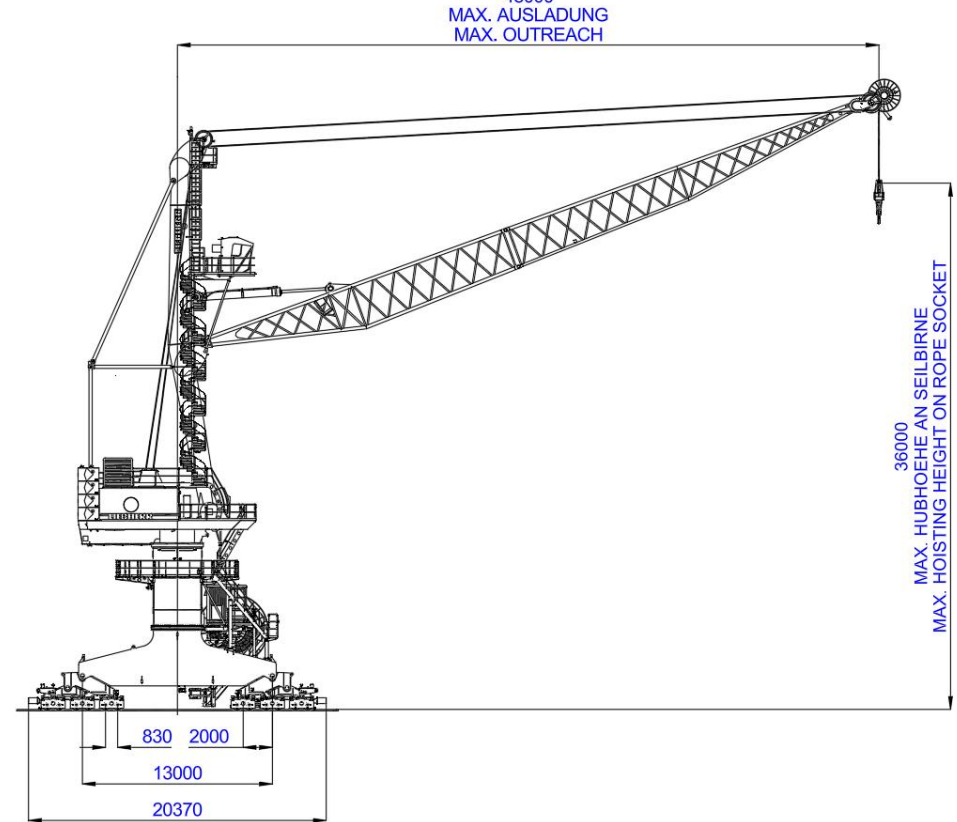 MAX. AUSLADUNG
MAX. OUTREACH
36000
MAX. HUBHOEHE AN SEILBIRNE
MAX. HOISTING HEIGHT ON ROPE SOCKET
830 2000
13000
20370